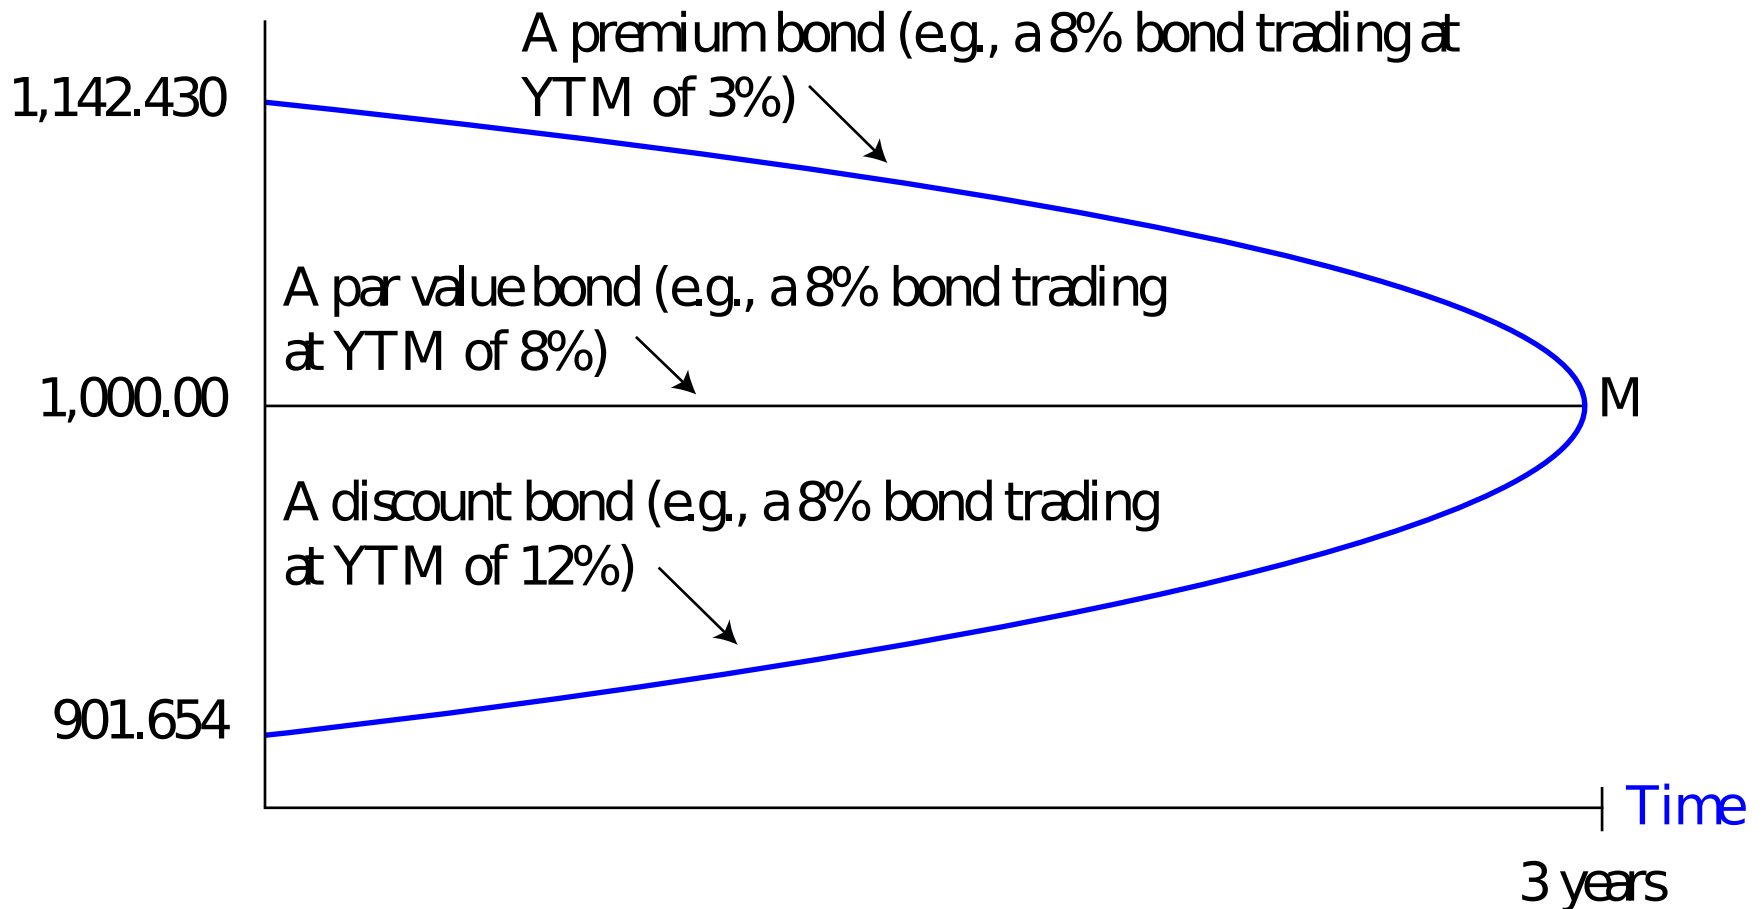 A premium bond (e.g., a 8% bond trading at
YTM of 3%)
1,142.430
A par value bond (e.g., a 8% bond trading
at YTM of 8%)
1,000.00
M
A discount bond (e.g., a 8% bond trading
at YTM of 12%)
901.654
Time
3 years